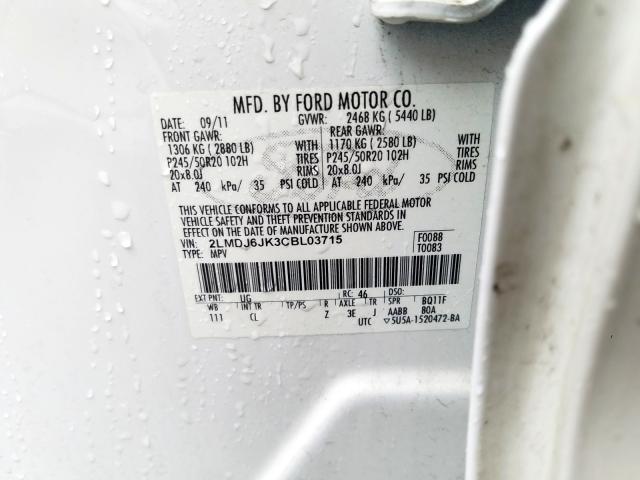 MFD. BY FORD MOTOR CO.
DATE: 09/11 GVWR: 2468 KG ( 5440 LB)
FRONT GAWR: REAR GAWR:
1306 KG ( 2880 LB) WITH 1170 KG ( 2580 LB) WITH
P245/50R20 102H TIRES P245/50R20 102H TIRES
20x8.0J RIMS 20x8.0J RIMS
AT 240 kPa/ 35 PSI COLD AT 240 kPa/ 35 PSI COLD
THIS VEHICLE CONFORMS TO ALL APPLICABLE FEDERAL MOTOR
VEHICLE SAFETY AND THEFT PREVENTION STANDARDS IN
EFFECT ON THE DATE OF MANUFACTURE SHOWN ABOVE.
VIN: 2LMDJ6JK3CBL03715 F0088
TYPE: MPV T0083
EXT PNT: UG RC: 46 DSO:
WB INT TR TP/PS R AXLE TR SPR BQ11F
111 CL Z 3E J AABB 80A
UTC ▽5U5A-1520472-BA